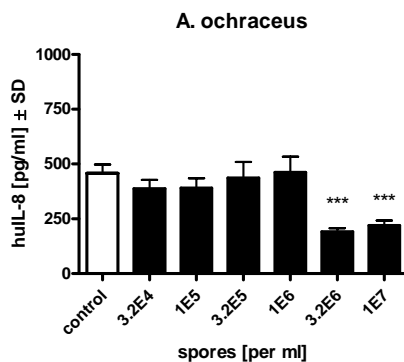 A. ochraceus
huIL-8 [pg/ml] ± SD
1000
750
500
250
0
*** ***
control 3.2E4 1E5 3.2E5 1E6 3.2E6 1E7
spores [per ml]